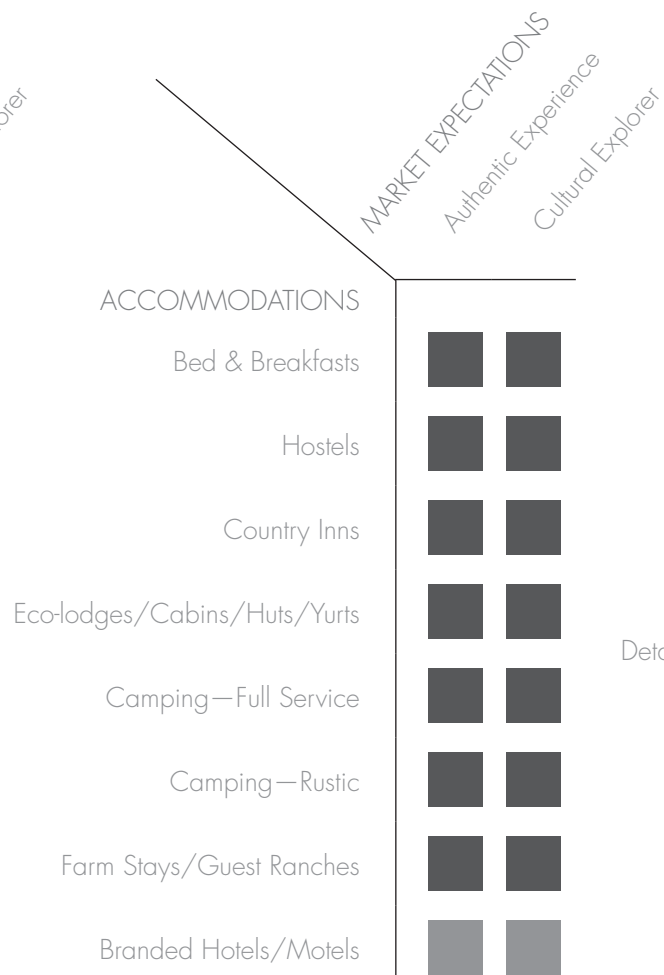 MARKET EXPECTATIONS
Authentic Experience
Cultural Explorer
ACCOMMODATIONS
Bed & Breakfasts
Hostels
Country Inns
Eco-lodges/Cabins/Huts/Yurts
Camping—Full Service
Camping—Rustic
Farm Stays/Guest Ranches
Branded Hotels/Motels